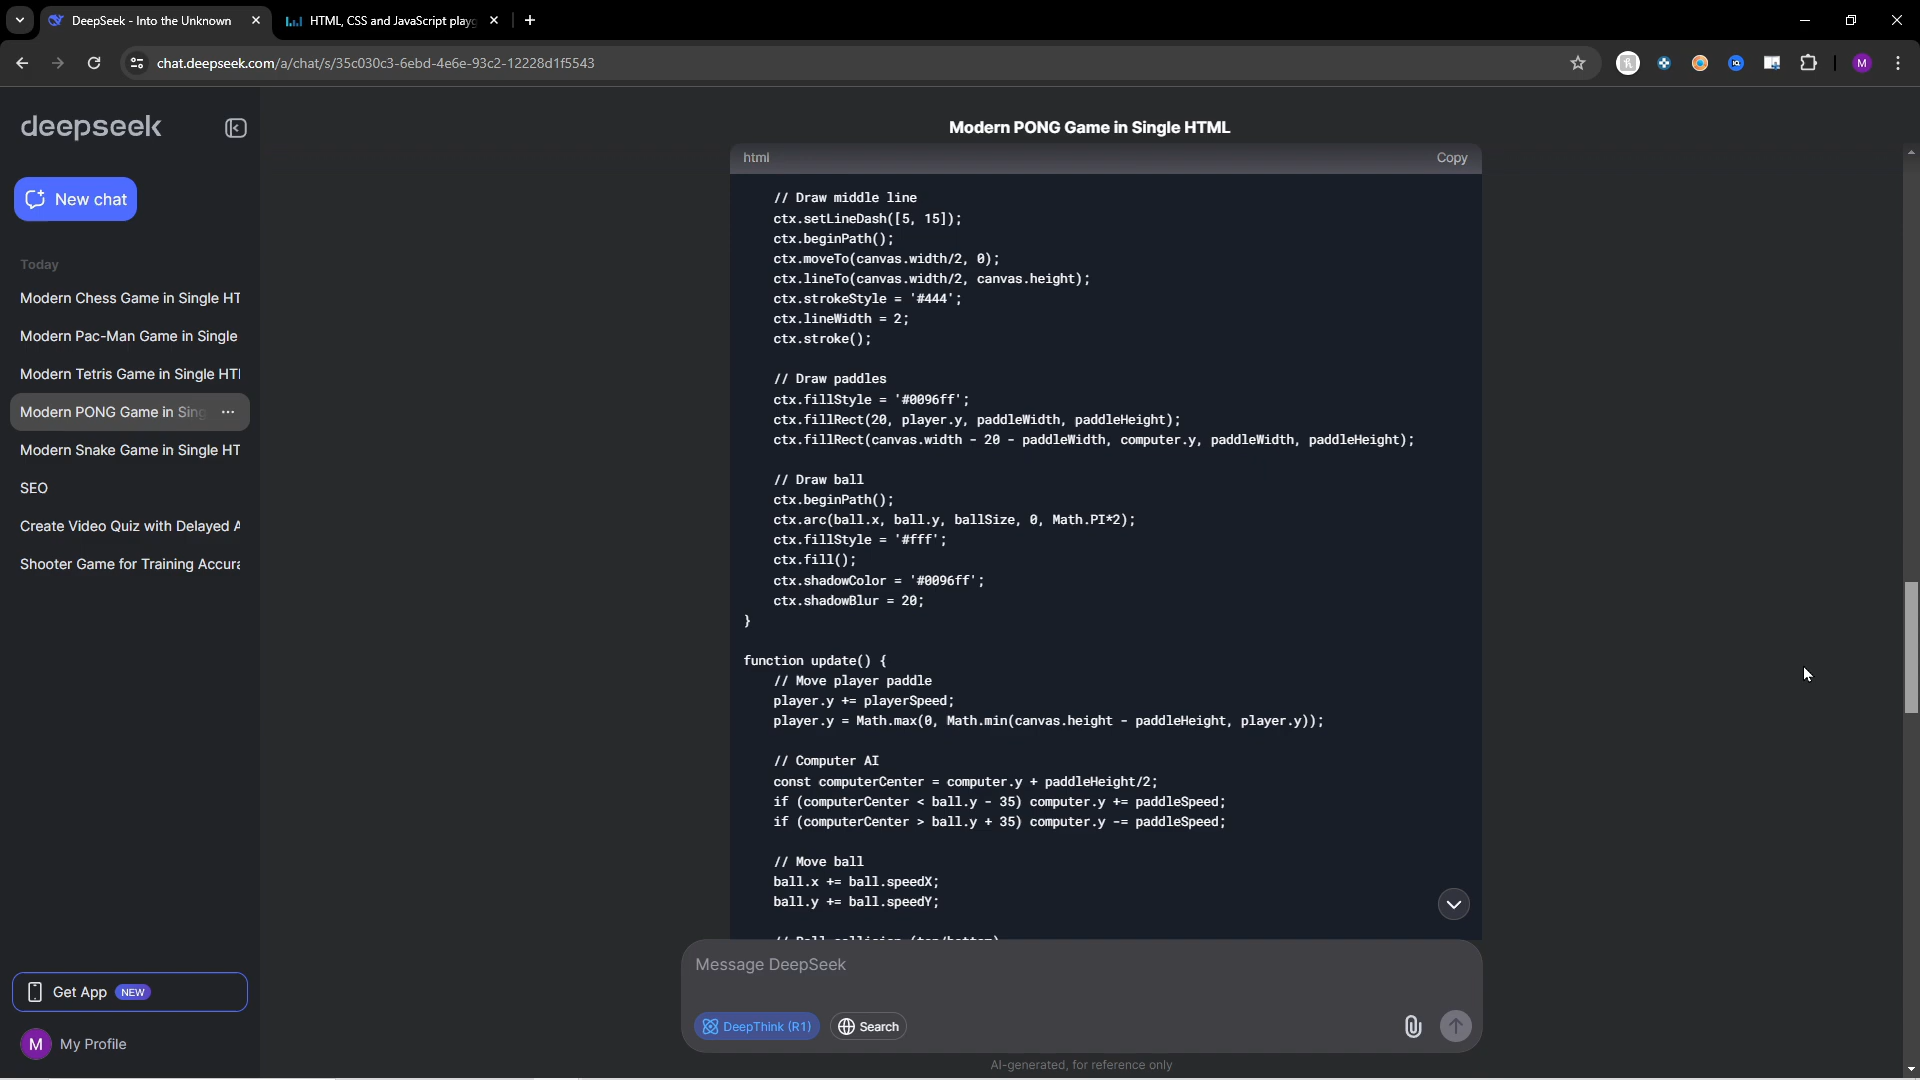 DeepSeek - Into the Unknown
HTML, CSS and JavaScript playg
chat.deepseek.com/a/chat/s/35c030c3-6ebd-4e6e-93c2-12228d1f5543
M
deepseek
New chat
Today
Modern Chess Game in Single HT
Modern Pac-Man Game in Single
Modern Tetris Game in Single HT
Modern PONG Game in Sing
Modern Snake Game in Single HT
SEO
Create Video Quiz with Delayed A
Shooter Game for Training Accura
Get App NEW
M My Profile
Modern PONG Game in Single HTML
html Copy
// Draw middle line
ctx.setLineDash([5, 15]);
ctx.beginPath();
ctx.moveTo(canvas.width/2, 0);
ctx.lineTo(canvas.width/2, canvas.height);
ctx.strokeStyle = '#444';
ctx.lineWidth = 2;
ctx.stroke();
// Draw paddles
ctx.fillStyle = '#0096ff';
ctx.fillRect(20, player.y, paddleWidth, paddleHeight);
ctx.fillRect(canvas.width - 20 - paddleWidth, computer.y, paddleWidth, paddleHeight);
// Draw ball
ctx.beginPath();
ctx.arc(ball.x, ball.y, ballSize, 0, Math.PI*2);
ctx.fillStyle = '#fff';
ctx.fill();
ctx.shadowColor = '#0096ff';
ctx.shadowBlur = 20;
}
function update() {
// Move player paddle
player.y += playerSpeed;
player.y = Math.max(0, Math.min(canvas.height - paddleHeight, player.y));
// Computer AI
const computerCenter = computer.y + paddleHeight/2;
if (computerCenter < ball.y - 35) computer.y += paddleSpeed;
if (computerCenter > ball.y + 35) computer.y -= paddleSpeed;
// Move ball
ball.x += ball.speedX;
ball.y += ball.speedY;
// Ball collision (top/bottom)
Message DeepSeek
DeepThink (R1) Search
AI-generated, for reference only